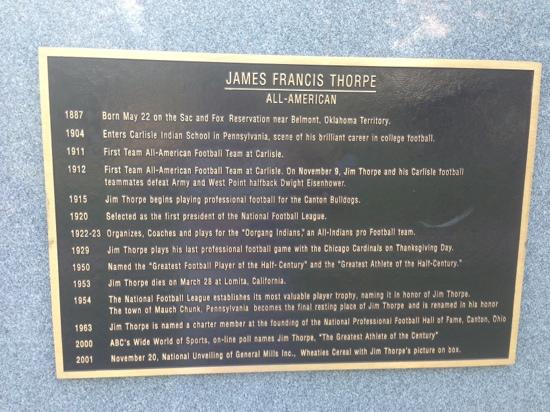 JAMES FRANCIS THORPE
ALL-AMERICAN
1887 Born May 22 on the Sac and Fox Reservation near Belmont, Oklahoma Territory.
1904 Enters Carlisle Indian School in Pennsylvania, scene of his brilliant career in college football.
1911 First Team All-American Football Team at Carlisle.
1912 First Team All-American Football Team at Carlisle. On November 9, Jim Thorpe and his Carlisle football
teammates defeat Army and West Point halfback Dwight Eisenhower.
1915 Jim Thorpe begins playing professional football for the Canton Bulldogs.
1920 Selected as the first president of the National Football League.
1922-23 Organizes, Coaches and plays for the "Oorgang Indians," an All-Indians pro Football team.
1929 Jim Thorpe plays his last professional football game with the Chicago Cardinals on Thanksgiving Day.
1950 Named the "Greatest Football Player of the Half-Century" and the "Greatest Athlete of the Half-Century."
1953 Jim Thorpe dies on March 28 at Lomita, California.
1954 The National Football League establishes its most valuable player trophy, naming it in honor of Jim Thorpe.
The town of Mauch Chunk, Pennsylvania becomes the final resting place of Jim Thorpe and is renamed in his honor
1963 Jim Thorpe is named a charter member at the founding of the National Professional Football Hall of Fame, Canton, Ohio
2000 ABC's Wide World of Sports, on-line poll names Jim Thorpe, "The Greatest Athlete of the Century"
2001 November 20, National Unveiling of General Mills Inc., Wheaties Cereal with Jim Thorpe's picture on box.